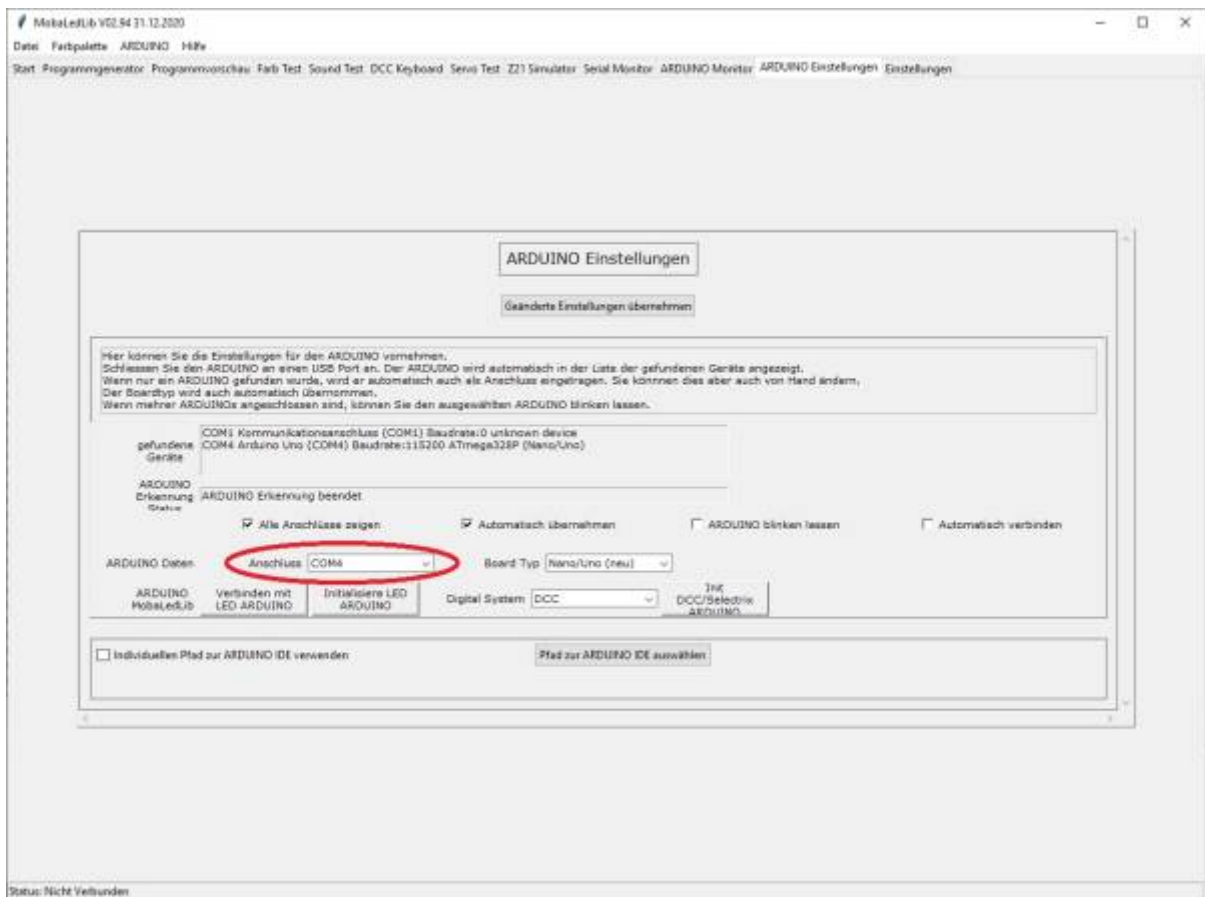 MobaLedLib V02.94 31.12.2020
Datei Farbpalette ARDUINO Hilfe
Start Programmgenerator Programmvorschau Farb Test Sound Test DCC Keyboard Servo Test Z21 Simulator Serial Monitor ARDUINO Monitor ARDUINO Einstellungen Einstellungen
ARDUINO Einstellungen
Geänderte Einstellungen übernehmen
Hier können Sie die Einstellungen für den ARDUINO vornehmen.
Schliessen Sie den ARDUINO an einen USB Port an. Der ARDUINO wird automatisch in der Liste der gefundenen Geräte angezeigt.
Wenn nur ein ARDUINO gefunden wurde, wird er automatisch auch als Anschluss eingetragen. Sie könnnen dies aber auch von Hand ändern.
Der Boardtyp wird auch automatisch übernommen.
Wenn mehrer ARDUINOs angeschlossen sind, können Sie den ausgewählten ARDUINO blinken lassen.
COM1 Kommunikationsanschluss (COM1) Baudrate:0 unknown device
gefundene COM4 Arduino Uno (COM4) Baudrate:115200 ATmega328P (Nano/Uno)
Geräte
ARDUINO
Erkennung ARDUINO Erkennung beendet
Status
Alle Anschlüsse zeigen Automatisch übernehmen ARDUINO blinken lassen Automatisch verbinden
ARDUINO Daten Anschluss COM4 Board Typ Nano/Uno (neu)
ARDUINO Verbinden mit Initialisiere LED Digital System DCC Init
MobaLedLib LED ARDUINO ARDUINO DCC/Selectrix
ARDUINO
Individuellen Pfad zur ARDUINO IDE verwenden Pfad zur ARDUINO IDE auswählen
Status: Nicht Verbunden